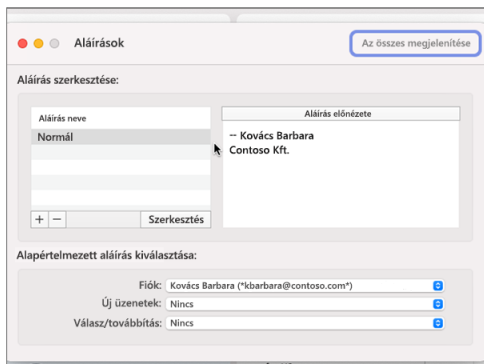 Aláírások
Az összes megjelenítése
Aláírás szerkesztése:
Aláírás neve
Normál
Aláírás előnézete
-- Kovács Barbara
Contoso Kft.
+ −
Szerkesztés
Alapértelmezett aláírás kiválasztása:
Fiók: Kovács Barbara (*kbarbara@contoso.com*)
Új üzenetek: Nincs
Válasz/továbbítás: Nincs